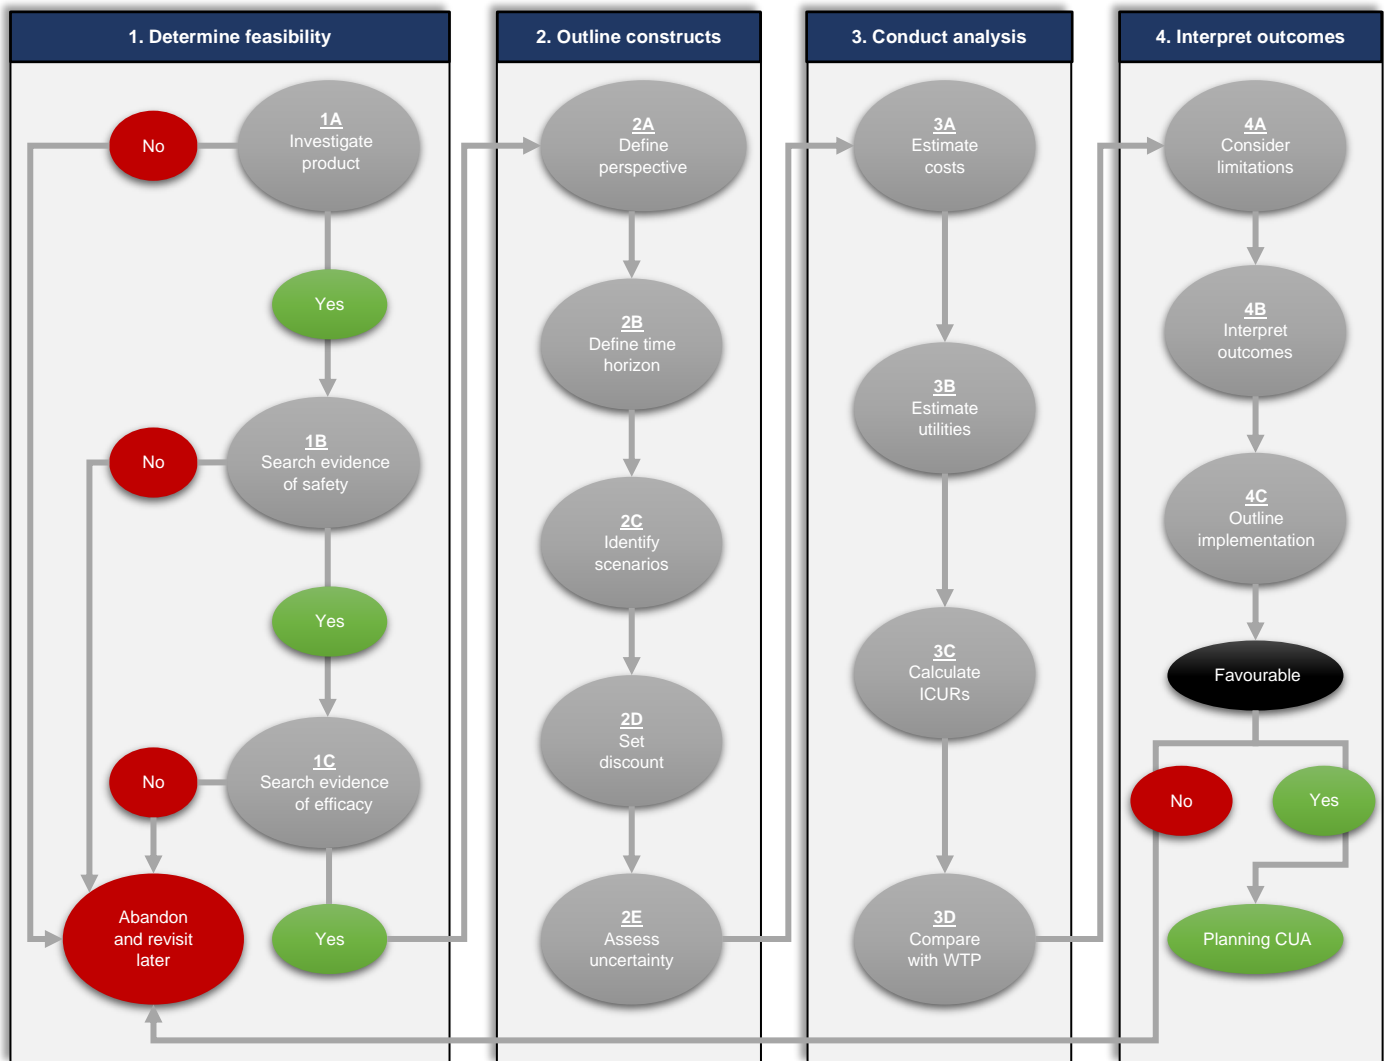 1. Determine feasibility
1A
Investigate
product
No
Yes
1B
Search evidence
of safety
No
Yes
1C
Search evidence
of efficacy
No
Yes
Abandon
and revisit
later
2. Outline constructs
2A
Define
perspective
2B
Define time
horizon
2C
Identify
scenarios
2D
Set
discount
2E
Assess
uncertainty
3. Conduct analysis
3A
Estimate
costs
3B
Estimate
utilities
3C
Calculate
ICURs
3D
Compare
with WTP
4. Interpret outcomes
4A
Consider
limitations
4B
Interpret
outcomes
4C
Outline
implementation
Favourable
No
Yes
Planning CUA